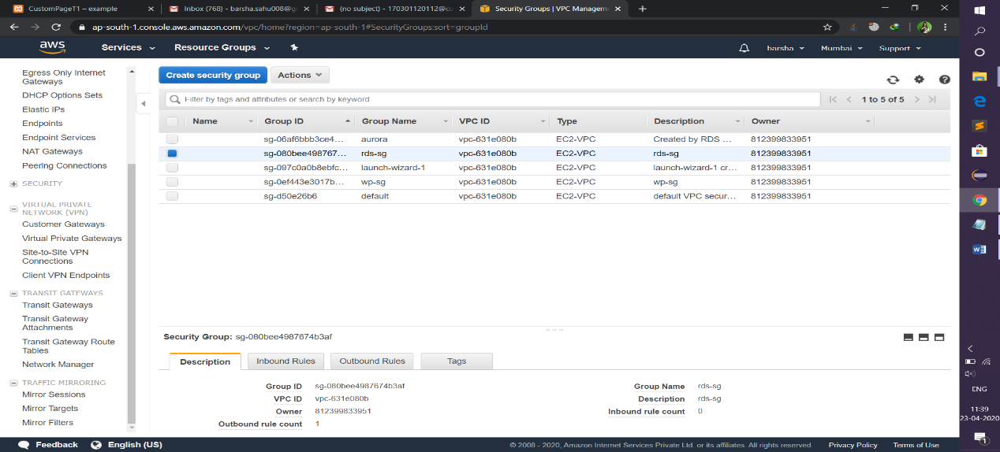 CustomPageT1 – example
Inbox (768) - barsha.sahu008@g
(no subject) - 170301120112@cu
Security Groups | VPC Managem
ap-south-1.console.aws.amazon.com/vpc/home?region=ap-south-1#SecurityGroups:sort=groupId
aws Services Resource Groups barsha Mumbai Support
Egress Only Internet
Gateways
DHCP Options Sets
Elastic IPs
Endpoints
Endpoint Services
NAT Gateways
Peering Connections
SECURITY
VIRTUAL PRIVATE
NETWORK (VPN)
Customer Gateways
Virtual Private Gateways
Site-to-Site VPN
Connections
Client VPN Endpoints
TRANSIT GATEWAYS
Transit Gateways
Transit Gateway
Attachments
Transit Gateway Route
Tables
Network Manager
TRAFFIC MIRRORING
Mirror Sessions
Mirror Targets
Mirror Filters
Create security group Actions
Filter by tags and attributes or search by keyword
1 to 5 of 5
Name Group ID Group Name VPC ID Type Description Owner
sg-06af6bbb3ce4... aurora vpc-631e080b EC2-VPC Created by RDS ... 812399833951
sg-080bee498767... rds-sg vpc-631e080b EC2-VPC rds-sg 812399833951
sg-097c0a0b8ebfc... launch-wizard-1 vpc-631e080b EC2-VPC launch-wizard-1 cr... 812399833951
sg-0ef443e3017b... wp-sg vpc-631e080b EC2-VPC wp-sg 812399833951
sg-d50e26b6 default vpc-631e080b EC2-VPC default VPC secur... 812399833951
Security Group: sg-080bee4987674b3af
Description Inbound Rules Outbound Rules Tags
Group ID sg-080bee4987674b3af Group Name rds-sg
VPC ID vpc-631e080b Description rds-sg
Owner 812399833951 Inbound rule count 0
Outbound rule count 1
Feedback English (US) © 2008 - 2020, Amazon Internet Services Private Ltd. or its affiliates. All rights reserved. Privacy Policy Terms of Use
ENG
11:39
23-04-2020
1